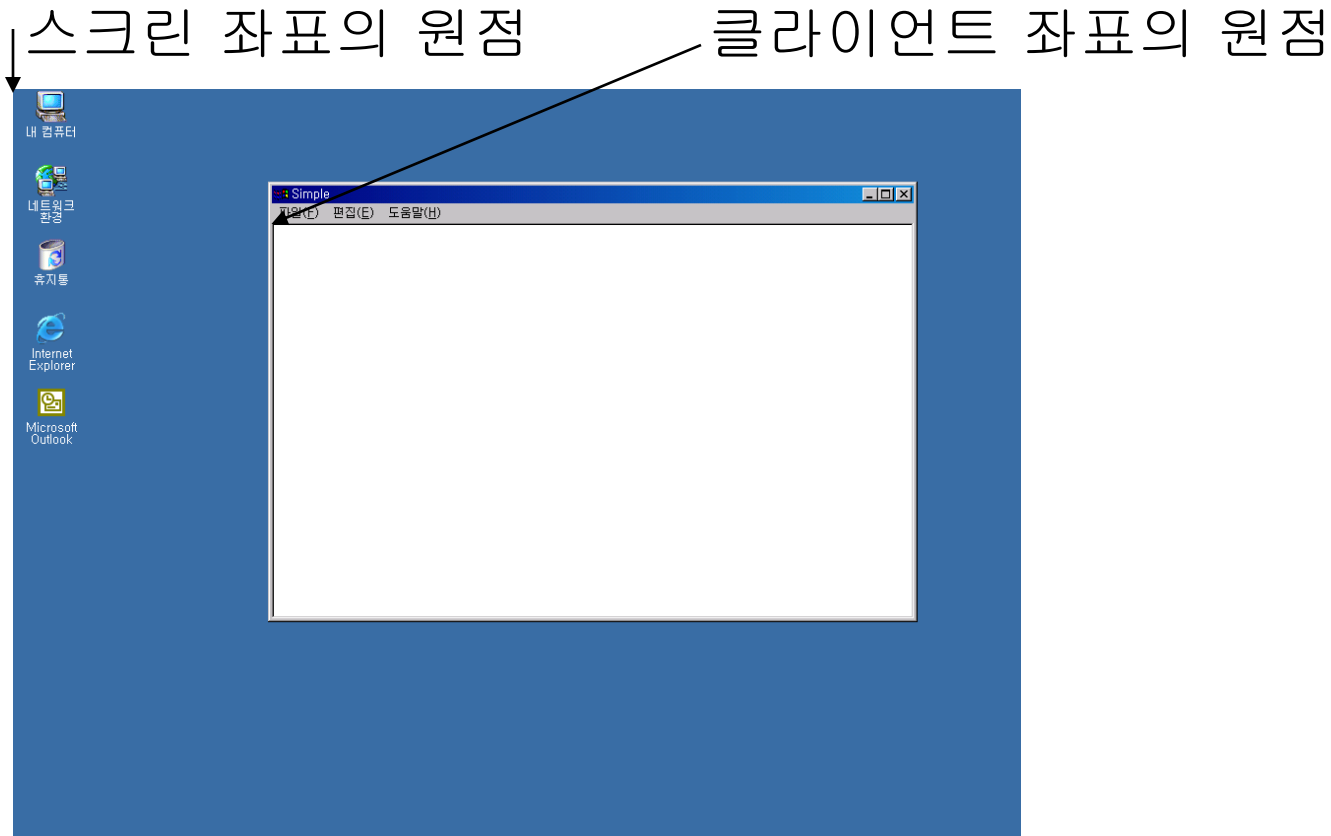 스크린 좌표의 원점
클라이언트 좌표의 원점
내 컴퓨터
네트워크
환경
휴지통
Internet
Explorer
Microsoft
Outlook
Simple
파일(F) 편집(E) 도움말(H)